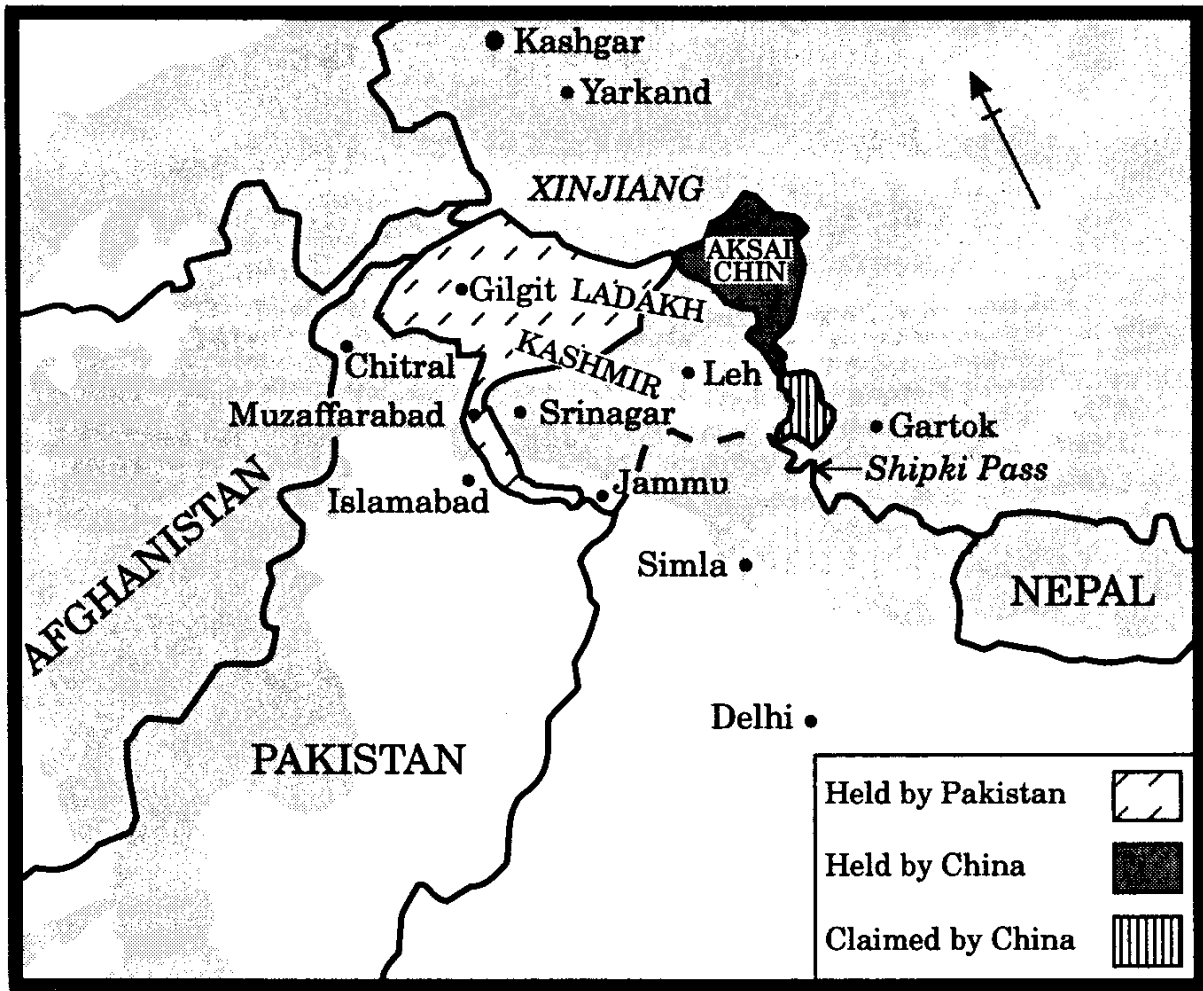 Kashgar
Yarkand
XINJIANG
AKSAI
CHIN
Gilgit
LADÁKH
KASHMIR
Chitral
Leh
Muzaffarabad
Srinagar
Gartok
Shipki Pass
Islamabad
Jammu
Simla
AFGHANISTAN
NEPAL
Delhi
PAKISTAN
Held by Pakistan
Held by China
Claimed by China